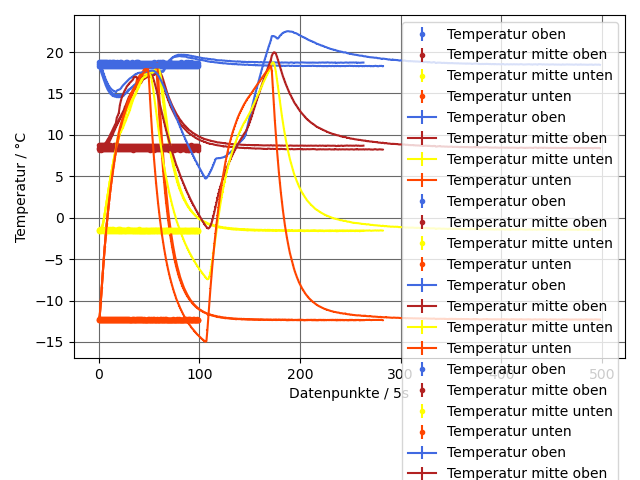 Temperatur / °C
20
15
10
5
0
−5
−10
−15
0
100
200
300
400
500
Datenpunkte / 5s
Temperatur oben
Temperatur mitte oben
Temperatur mitte unten
Temperatur unten
Temperatur oben
Temperatur mitte oben
Temperatur mitte unten
Temperatur unten
Temperatur oben
Temperatur mitte oben
Temperatur mitte unten
Temperatur unten
Temperatur oben
Temperatur mitte oben
Temperatur mitte unten
Temperatur unten
Temperatur oben
Temperatur mitte oben
Temperatur mitte unten
Temperatur unten
Temperatur oben
Temperatur mitte oben